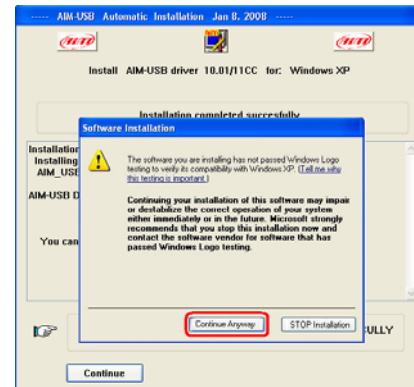 ----- AIM-USB Automatic Installation Jan 8. 2008 -----
Install AIM-USB driver 10.01/11CC for: Windows XP
Installation completed succesfully
Software Installation
Installation
Installing
AIM_USB
AIM-USB D
You can
The software you are installing has not passed Windows Logo
testing to verify its compatibility with Windows XP. (Tell me why
this testing is important.)
Continuing your installation of this software may impair
or destabilize the correct operation of your system
either immediately or in the future. Microsoft strongly
recommends that you stop this installation now and
contact the software vendor for software that has
passed Windows Logo testing.
Continue Anyway
STOP Installation
ULLY
Continue